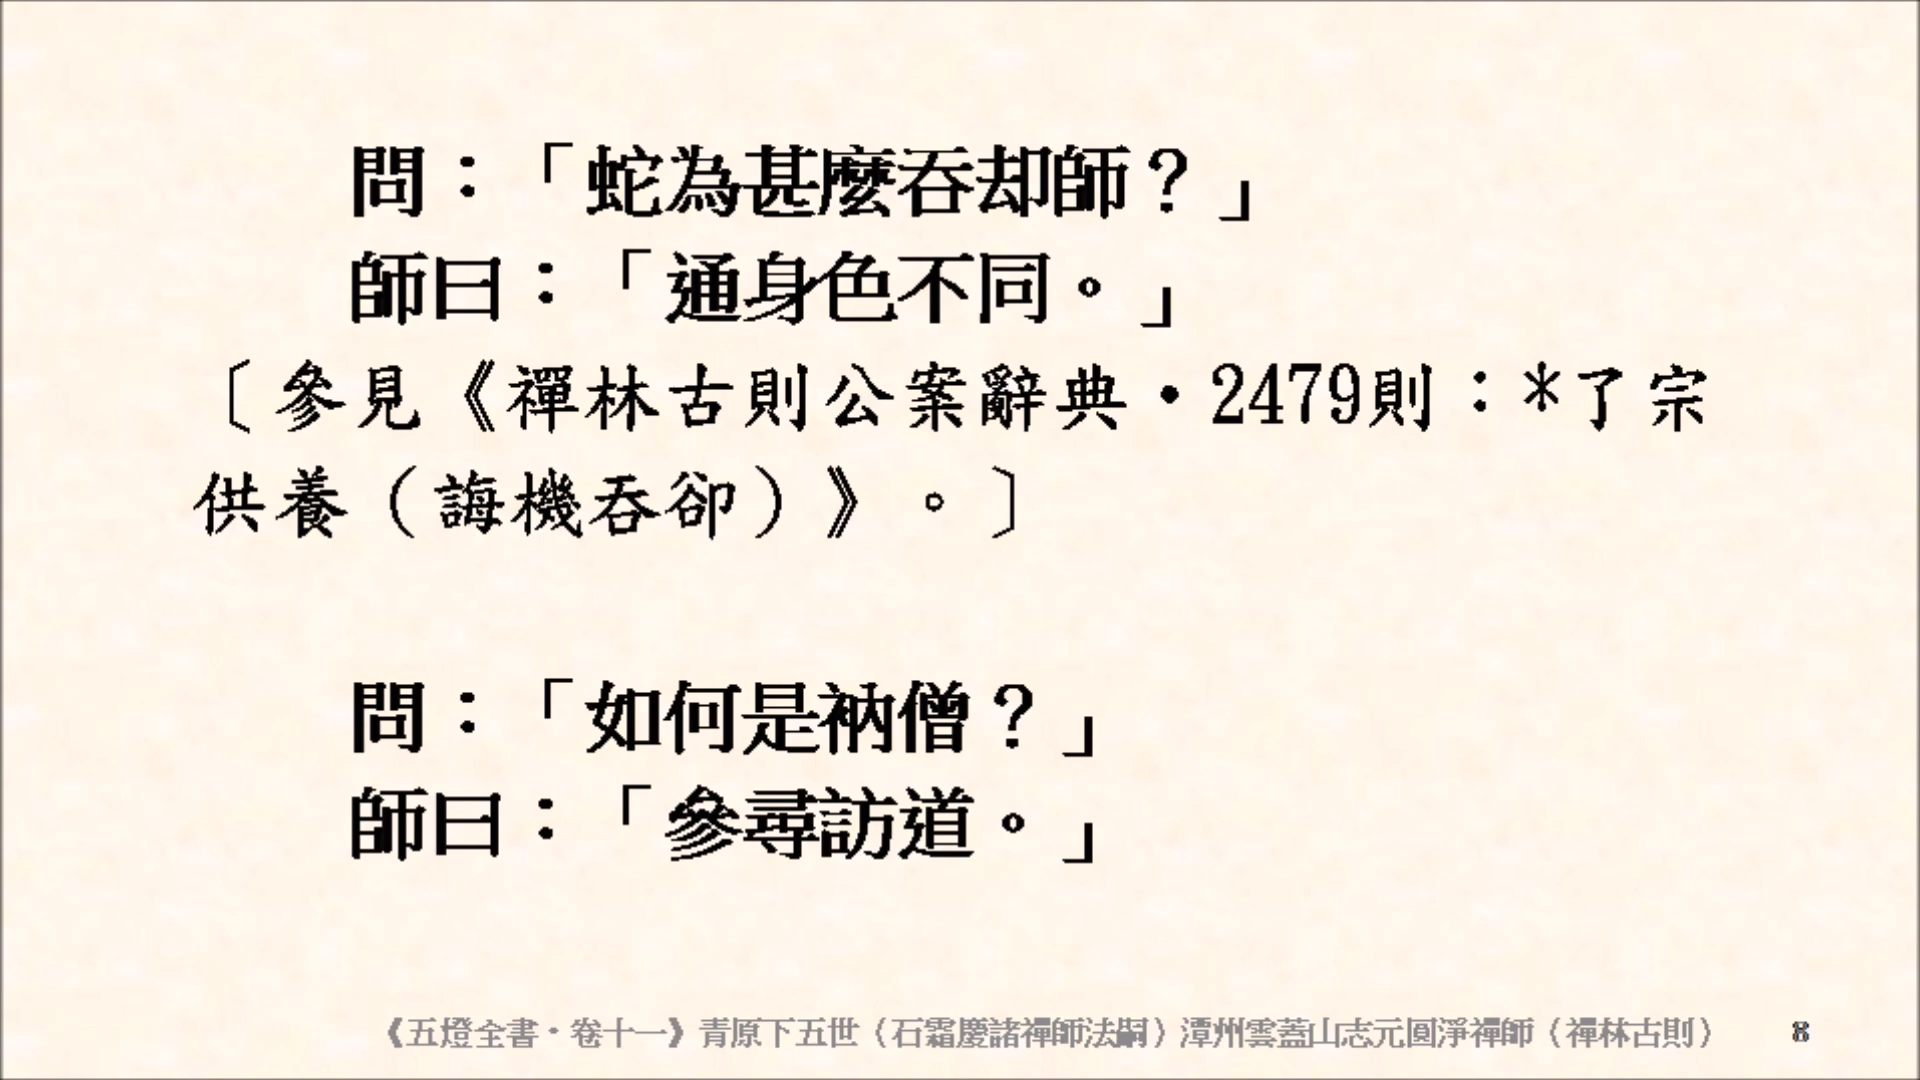 問：「蛇為甚麼吞却師？」
師曰：「通身色不同。」
〔參見《禪林古則公案辭典・2479則：*了宗
供養（誨機吞卻）》。〕
問：「如何是衲僧？」
師曰：「參尋訪道。」
《五燈全書・卷十一》青原下五世（石霜慶諸禪師法嗣）潭州雲蓋山志元圓淨禪師（禪林古則） 8